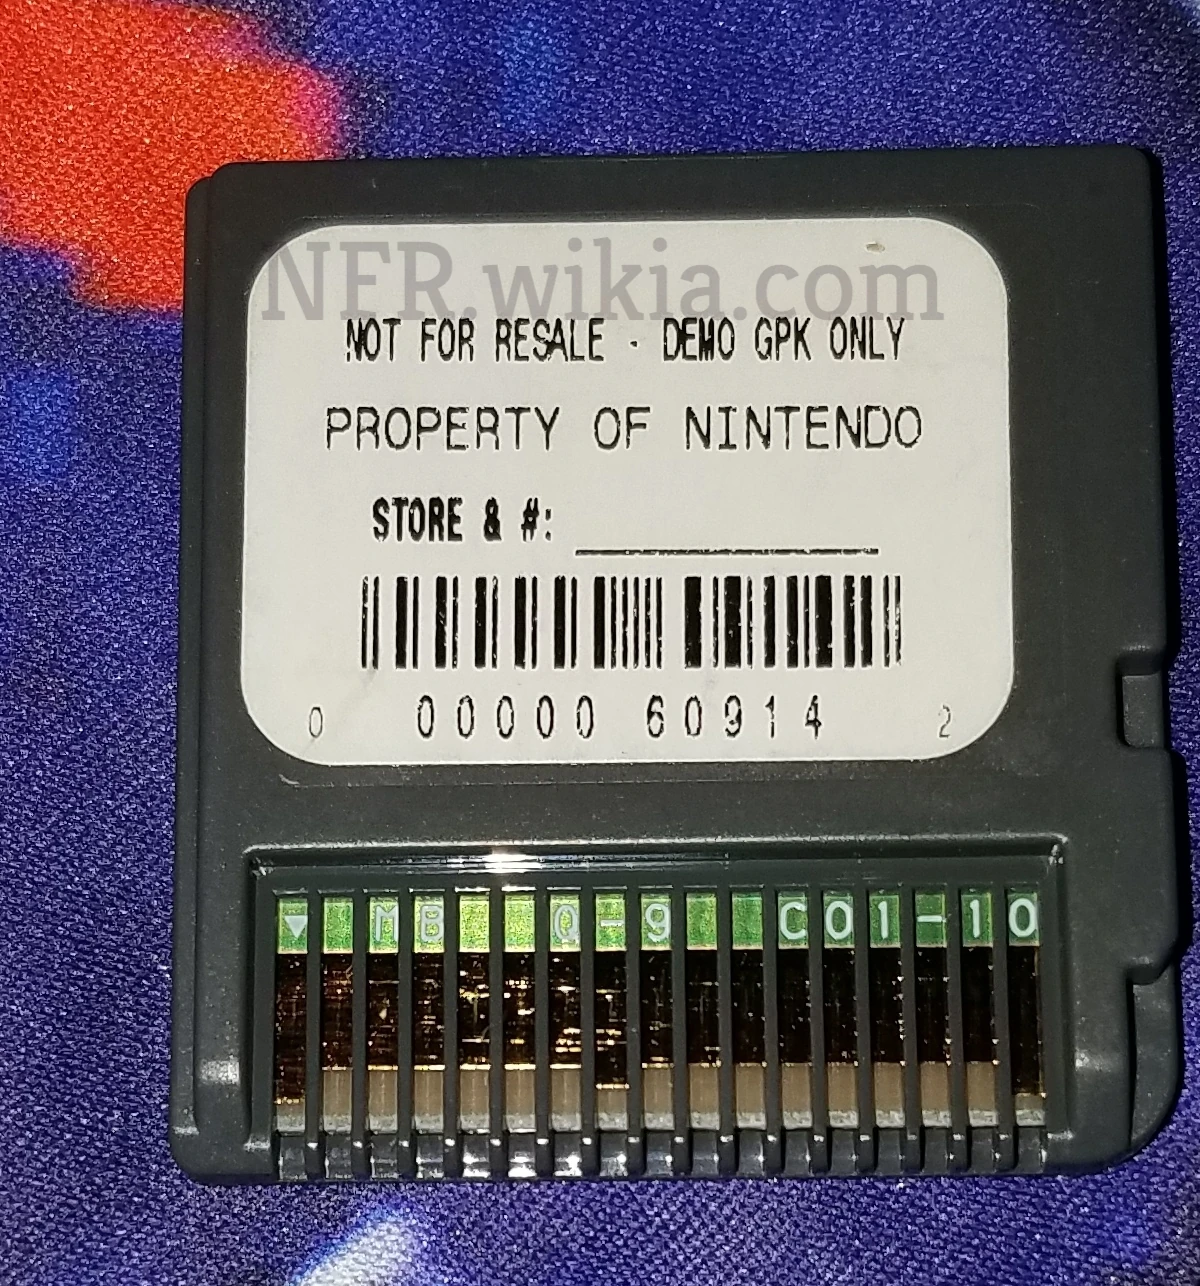 NFR.wikia.com
NOT FOR RESALE - DEMO GPK ONLY
PROPERTY OF NINTENDO
STORE & #: ____________
0 00000 60914 2
▼ MB Q-9 C01-10